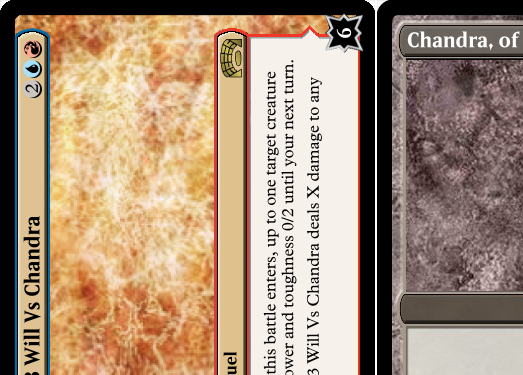 3 Will Vs Chandra
2
uel
this battle enters, up to one target creature
ower and toughness 0/2 until your next turn.
3 Will Vs Chandra deals X damage to any
6
Chandra, of